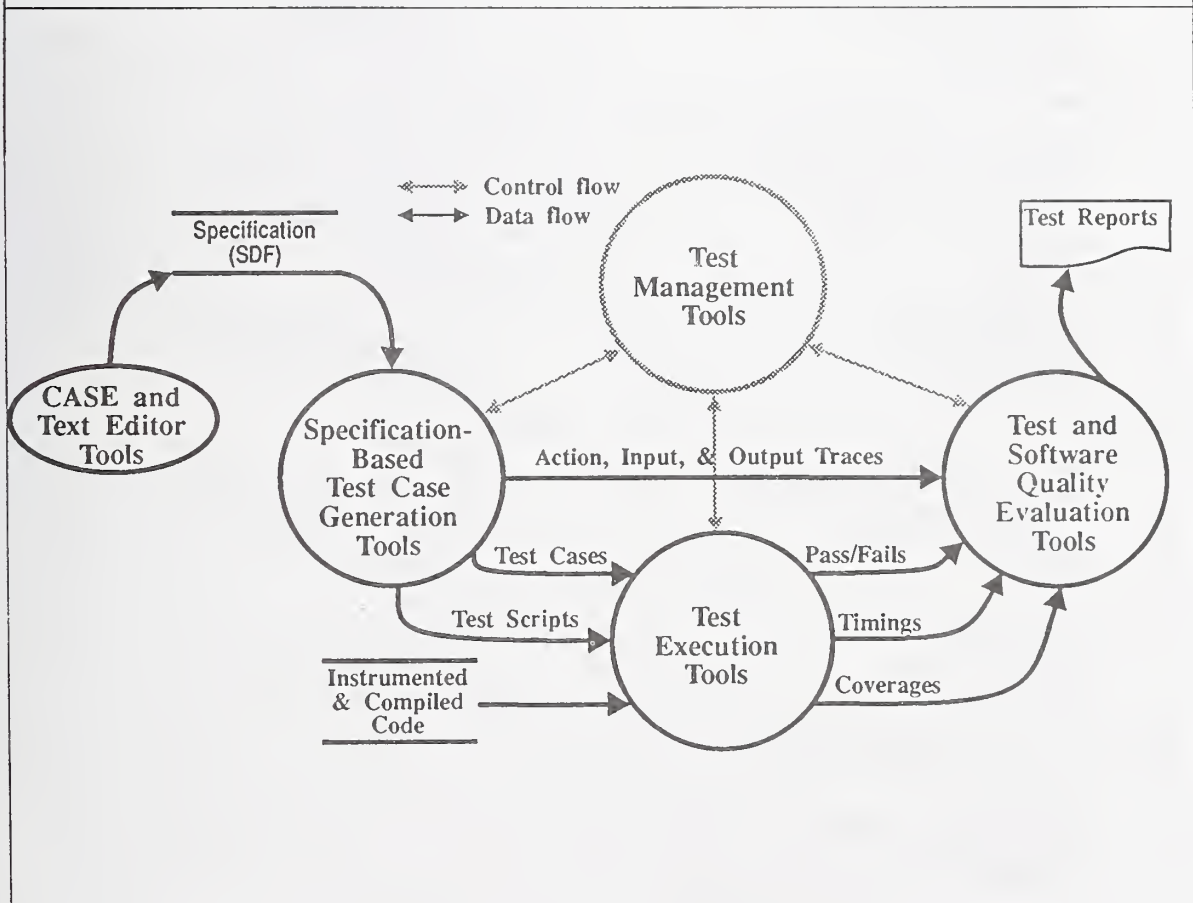 Control flow
Data flow
Specification
(SDF)
Test
Management
Tools
Test Reports
CASE and
Text Editor
Tools
Specification-
Based
Test Case
Generation
Tools
Action, Input, & Output Traces
Test and
Software
Quality
Evaluation
Tools
Test Cases
Test Scripts
Pass/Fails
Timings
Coverages
Test
Execution
Tools
Instrumented
& Compiled
Code